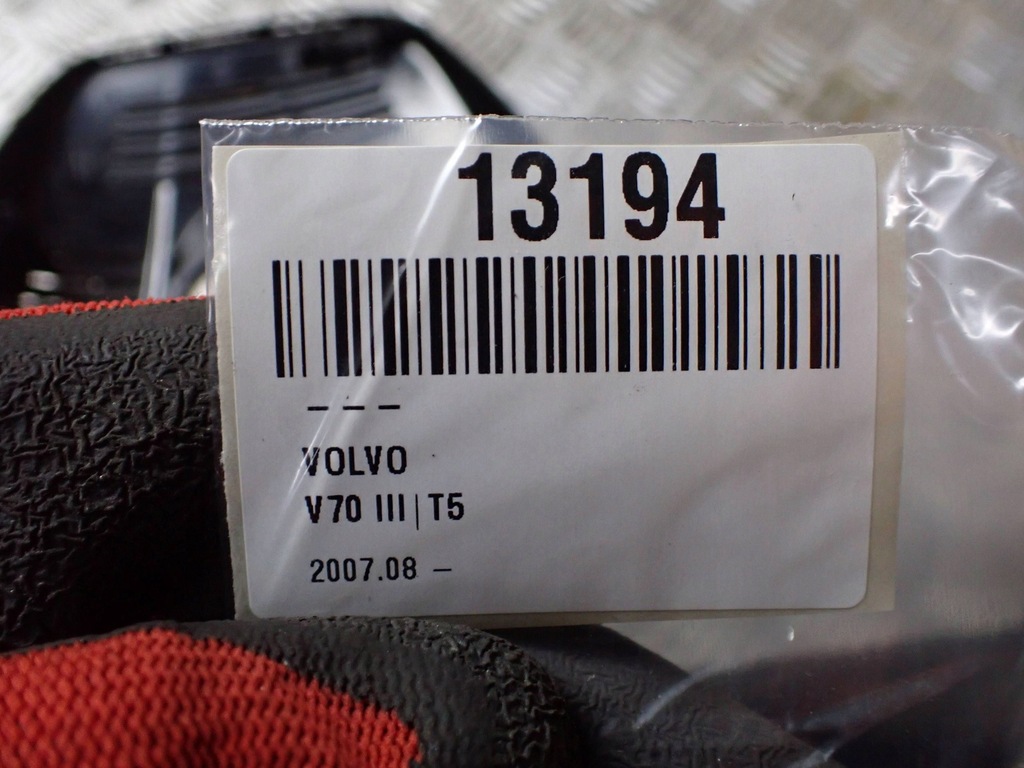 13194
– – –
VOLVO
V70 III | T5
2007.08 –